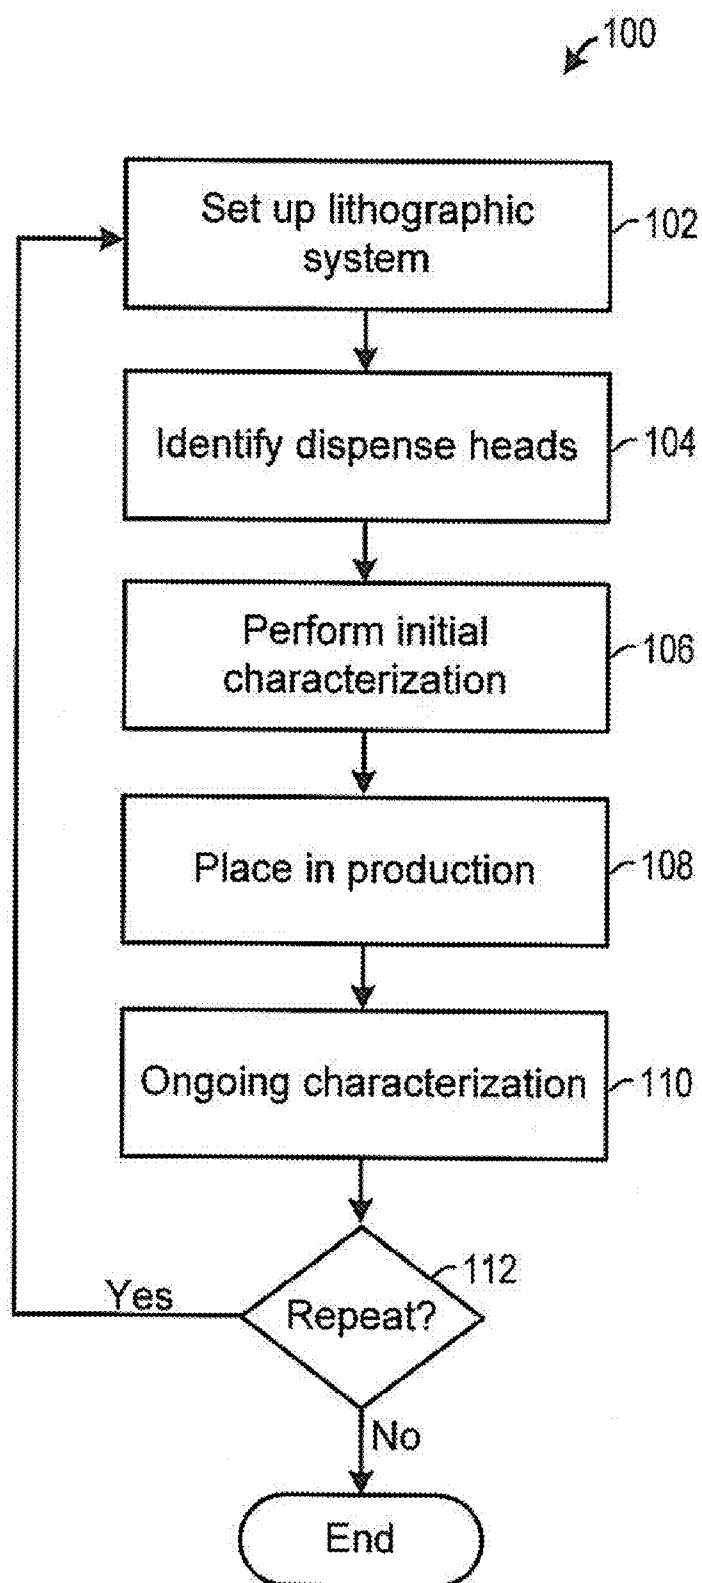 100
Set up lithographic
system
102
Identify dispense heads
104
Perform initial
characterization
106
Place in production
108
Ongoing characterization
110
112
Repeat?
Yes
No
End